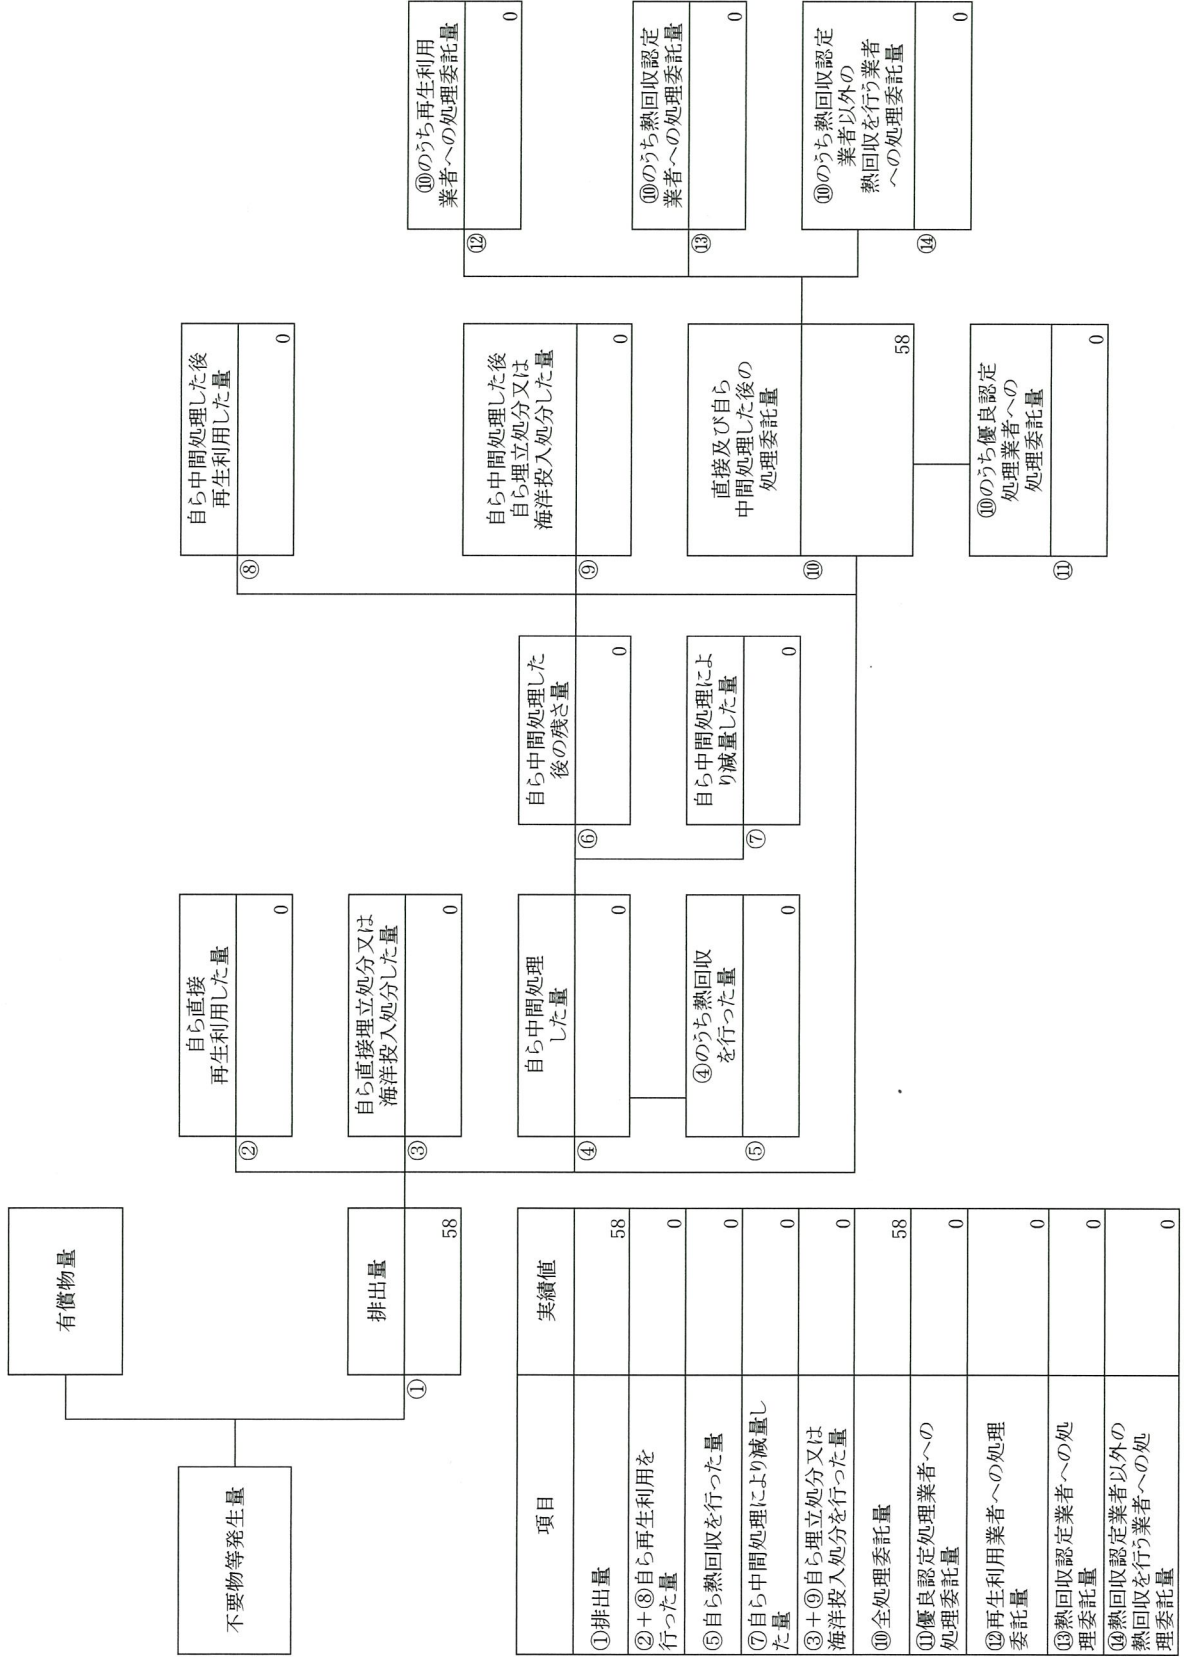 不要物等発生量
有償物量
排出量
①
58
自ら直接
再生利用した量
②
0
自ら直接埋立処分又は
海洋投入処分した量
③
0
自ら中間処理
した量
④
0
④のうち熱回収
を行った量
⑤
0
自ら中間処理した
後の残さ量
⑥
0
自ら中間処理によ
り減量した量
⑦
0
自ら中間処理した後
再生利用した量
⑧
0
自ら中間処理した後
自ら埋立処分又は
海洋投入処分した量
⑨
0
直接及び自ら
中間処理した後の
処理委託量
⑩
58
⑩のうち優良認定
処理業者への
処理委託量
⑪
0
⑩のうち再生利用
業者への処理委託量
⑫
0
⑩のうち熱回収認定
業者への処理委託量
⑬
0
⑩のうち熱回収認定
業者以外の
熱回収を行う業者
への処理委託量
⑭
0
項目 実績値
①排出量 58
②+⑧自ら再生利用を
行った量 0
⑤自ら熱回収を行った量 0
⑦自ら中間処理により減量し
た量 0
③+⑨自ら埋立処分又は
海洋投入処分を行った量 0
⑩全処理委託量 58
⑪優良認定処理業者への
処理委託量 0
⑫再生利用業者への処理
委託量 0
⑬熱回収認定業者への処
理委託量 0
⑭熱回収認定業者以外の
熱回収を行う業者への処
理委託量 0